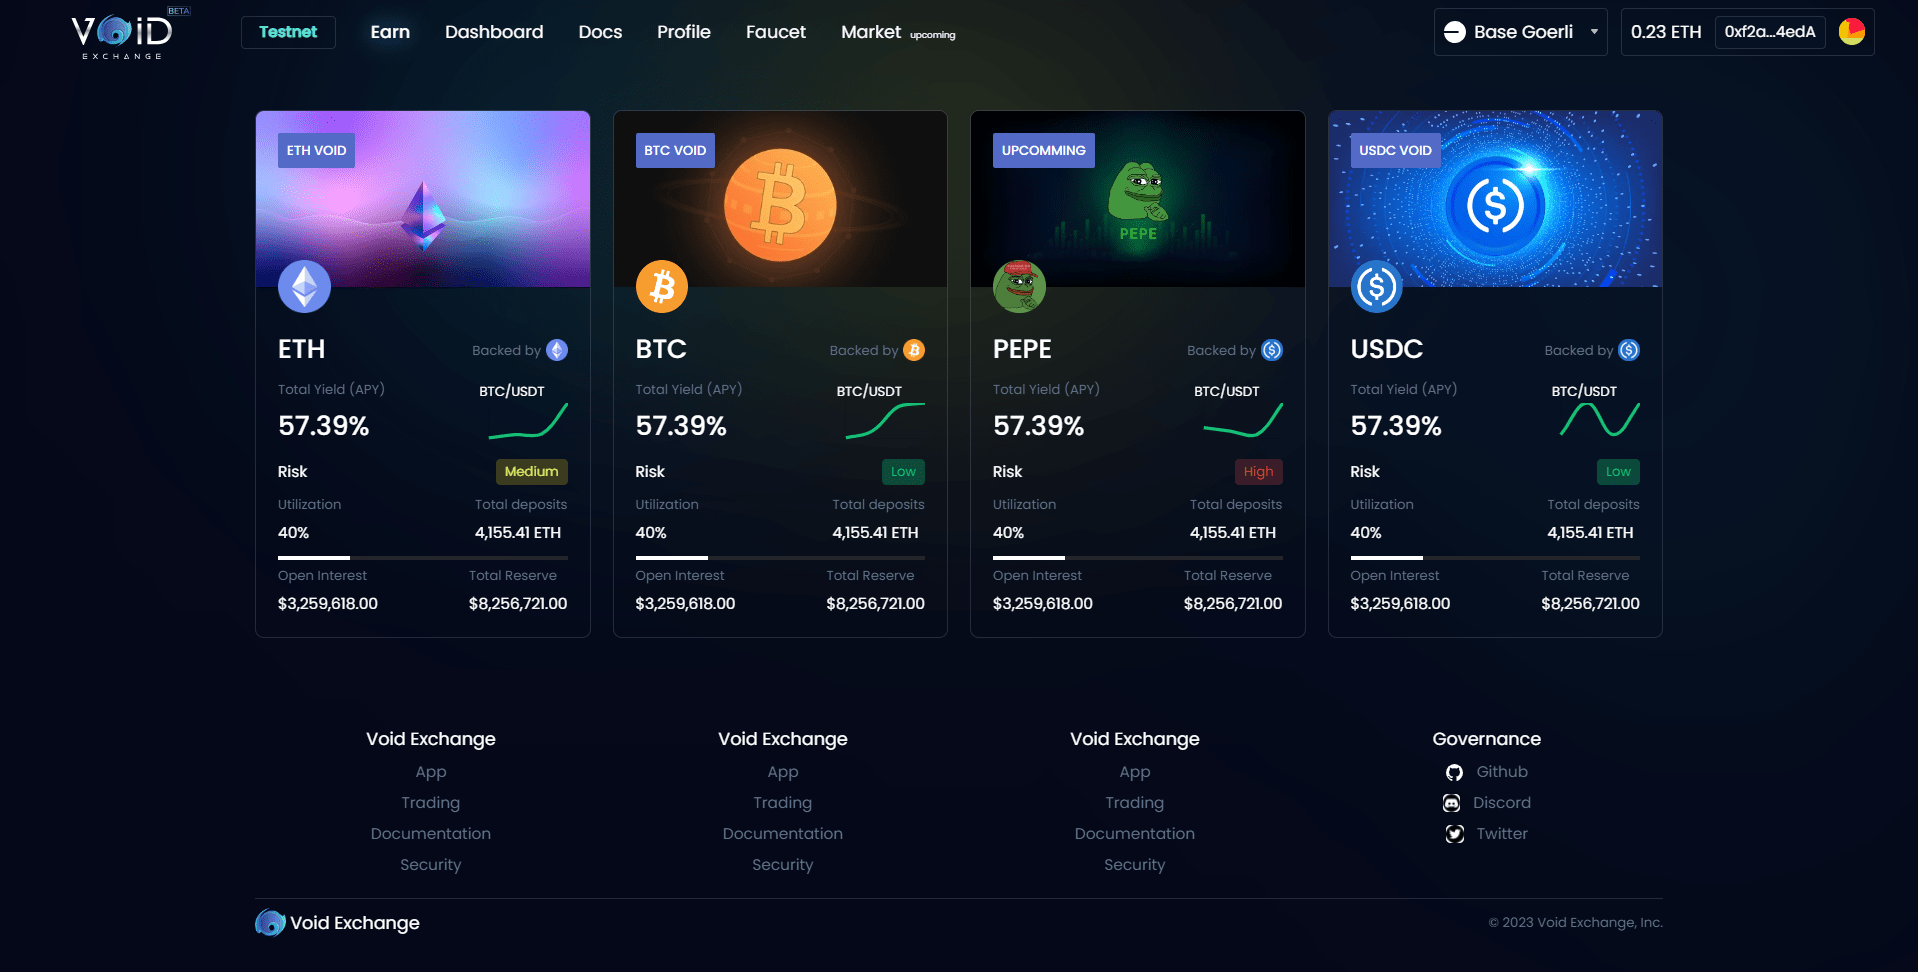 VOID BETA
EXCHANGE
Testnet Earn Dashboard Docs Profile Faucet Market upcoming Base Goerli 0.23 ETH 0xf2a...4edA
ETH VOID
ETH Backed by
Total Yield (APY) BTC/USDT
57.39%
Risk Medium
Utilization Total deposits
40% 4,155.41 ETH
Open Interest Total Reserve
$3,259,618.00 $8,256,721.00
BTC VOID
BTC Backed by
Total Yield (APY) BTC/USDT
57.39%
Risk Low
Utilization Total deposits
40% 4,155.41 ETH
Open Interest Total Reserve
$3,259,618.00 $8,256,721.00
UPCOMMING
PEPE
PEPE Backed by
Total Yield (APY) BTC/USDT
57.39%
Risk High
Utilization Total deposits
40% 4,155.41 ETH
Open Interest Total Reserve
$3,259,618.00 $8,256,721.00
USDC VOID
USDC Backed by
Total Yield (APY) BTC/USDT
57.39%
Risk Low
Utilization Total deposits
40% 4,155.41 ETH
Open Interest Total Reserve
$3,259,618.00 $8,256,721.00
Void Exchange
App
Trading
Documentation
Security
Void Exchange
App
Trading
Documentation
Security
Void Exchange
App
Trading
Documentation
Security
Governance
Github
Discord
Twitter
Void Exchange
© 2023 Void Exchange, Inc.